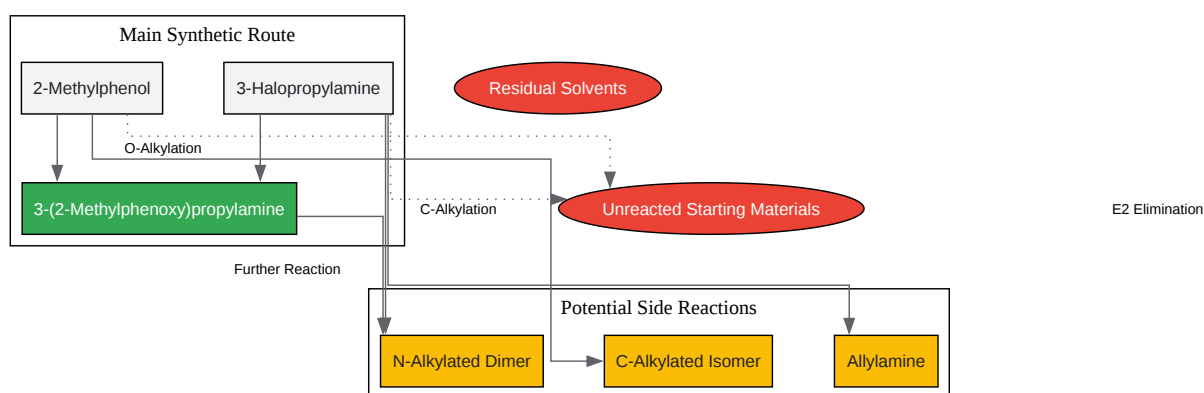 Main Synthetic Route
2-Methylphenol
3-Halopropylamine
Residual Solvents
O-Alkylation
3-(2-Methylphenoxy)propylamine
C-Alkylation
Unreacted Starting Materials
E2 Elimination
Further Reaction
Potential Side Reactions
N-Alkylated Dimer
C-Alkylated Isomer
Allylamine